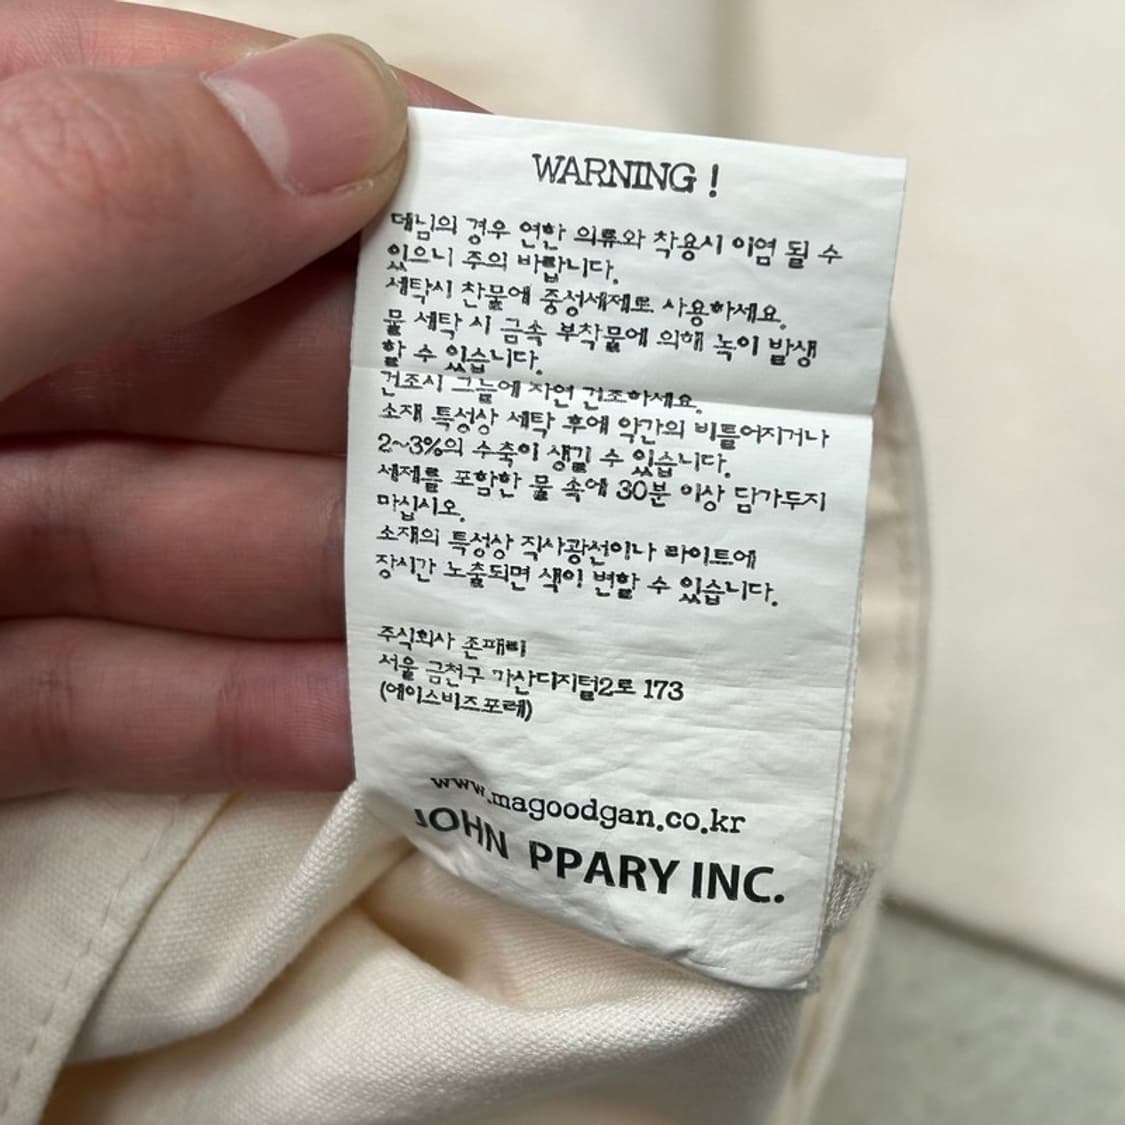 WARNING !
데님의 경우 연한 의류와 착용시 이염 될 수
있으니 주의 바랍니다.
세탁시 찬물에 중성세제로 사용하세요.
물 세탁 시 금속 부착물에 의해 녹이 발생
할 수 있습니다.
건조시 그늘에 자연 건조하세요.
소재 특성상 세탁 후에 약간의 비틀어지거나
2~3%의 수축이 생길 수 있습니다.
세제를 포함한 물 속에 30분 이상 담가두지
마십시오.
소재의 특성상 직사광선이나 라이트에
장시간 노출되면 색이 변할 수 있습니다.
주식회사 존패리
서울 금천구 가산디지털2로 173
(에이스비즈포레)
www.magoodgan.co.kr
JOHN PPARY INC.